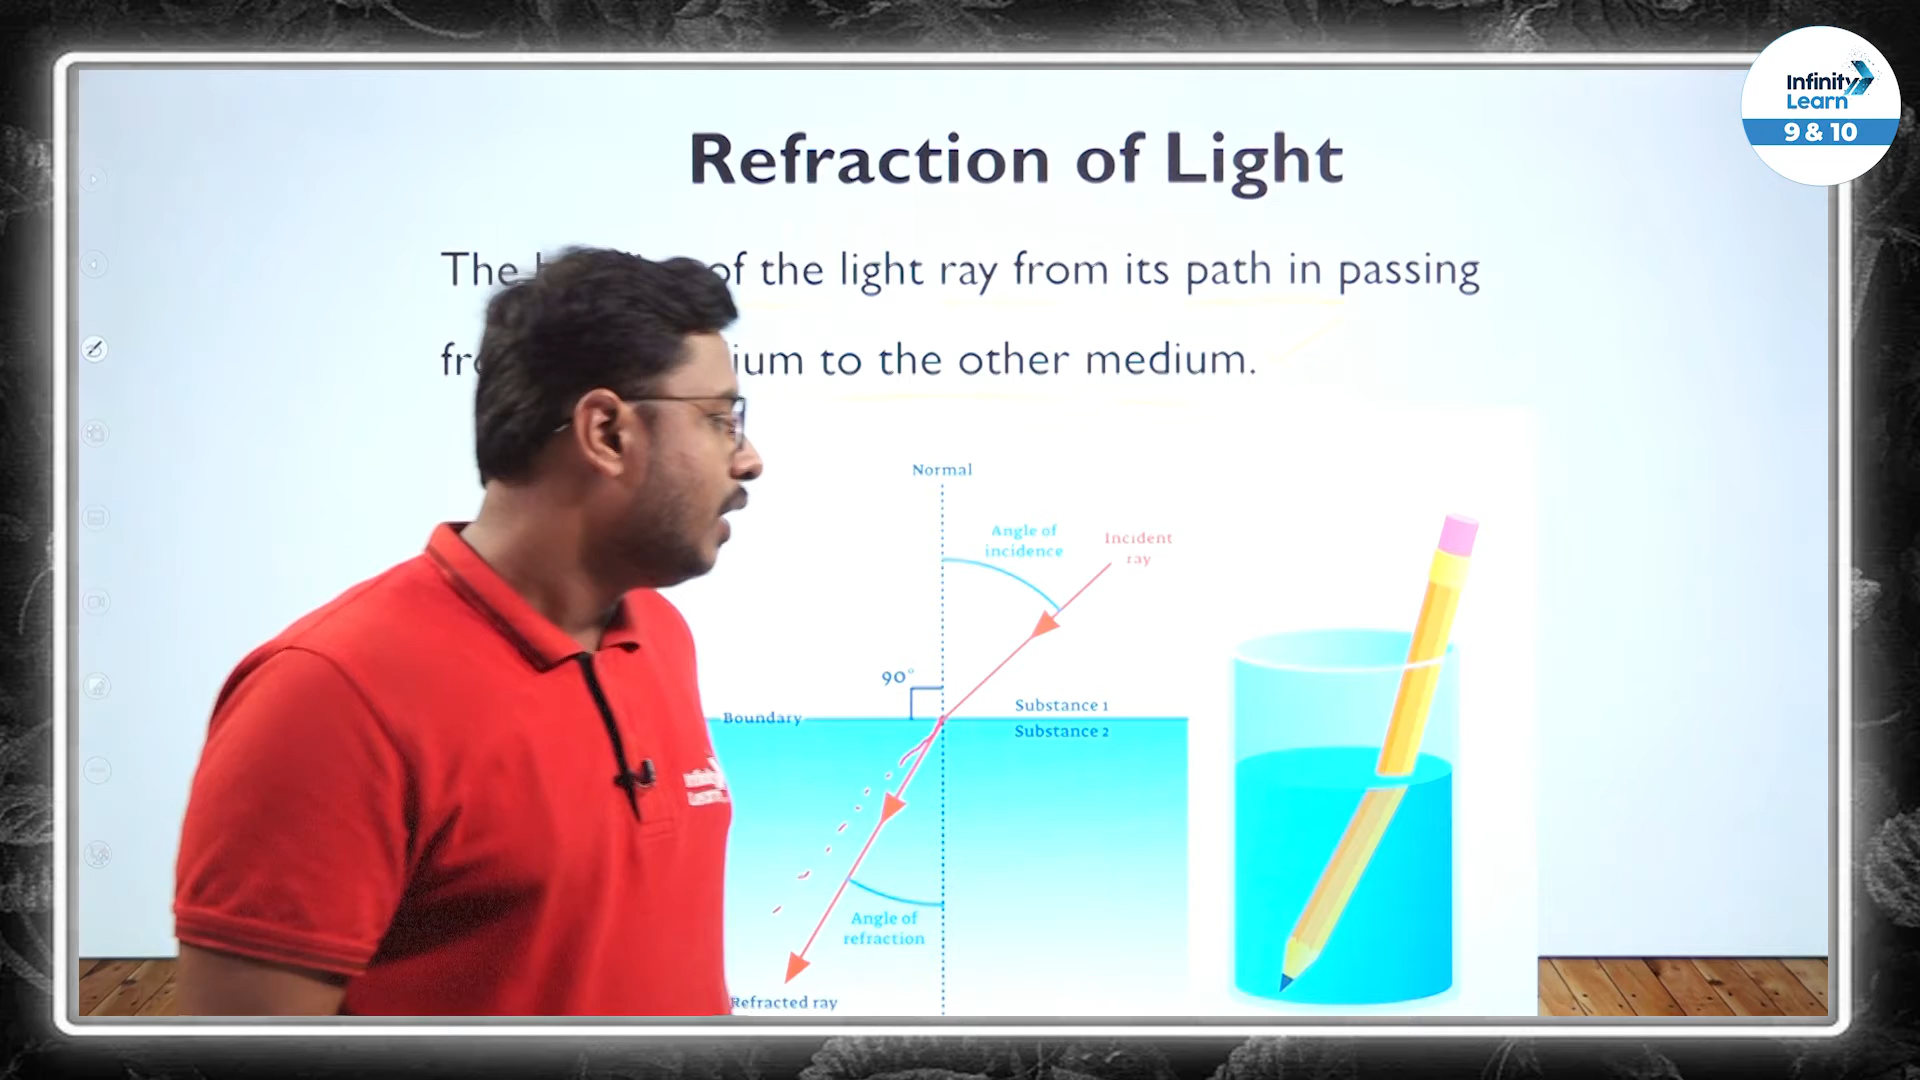 Infinity
Learn
9 & 10
Refraction of Light
The of the light ray from its path in passing
to the other medium.
Normal
Angle of
incidence
Incident
ray
90°
Boundary
Substance 1
Substance 2
Infinity
Learn
Angle of
refraction
Refracted ray